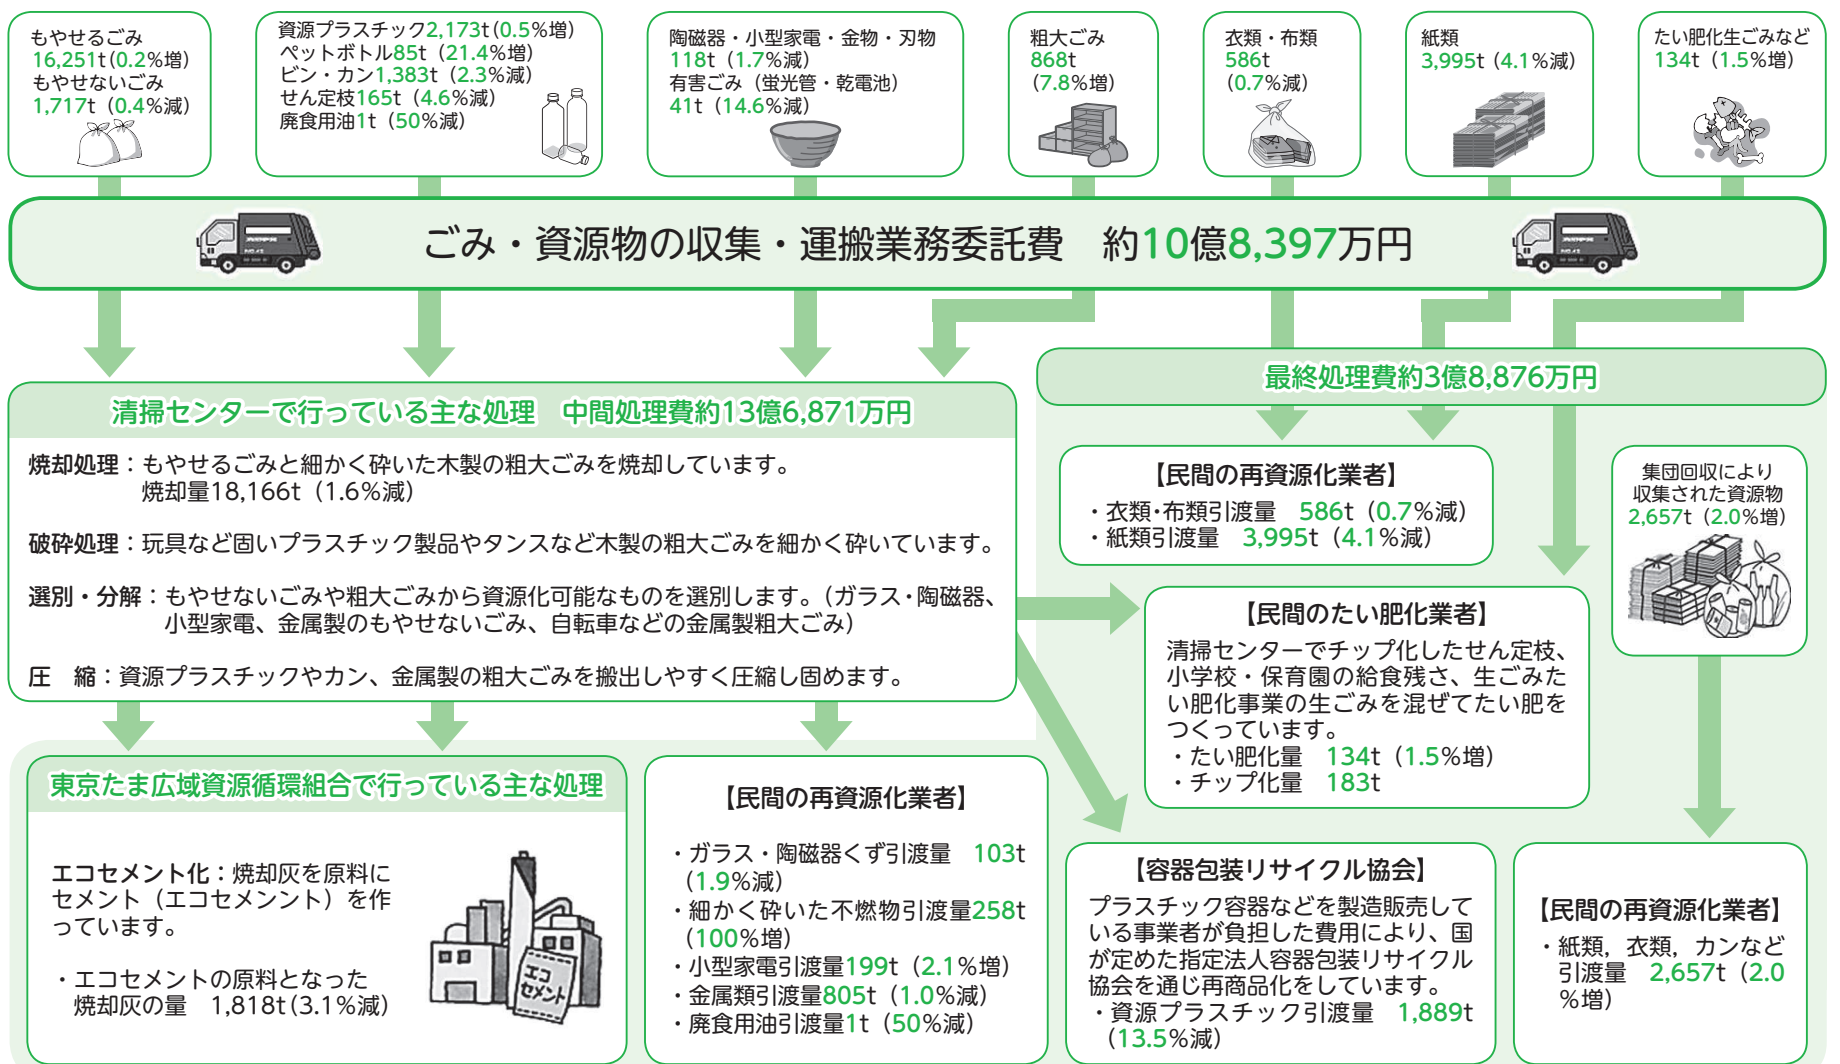 もやせるごみ
16,251t(0.2%増)
もやせないごみ
1,717t（0.4%減）
資源プラスチック2,173t(0.5%増)
ペットボトル85t（21.4%増）
ビン・カン1,383t（2.3%減）
せん定枝165t（4.6%減）
廃食用油1t（50%減）
陶磁器・小型家電・金物・刃物
118t（1.7%減）
有害ごみ（蛍光管・乾電池）
41t（14.6%減）
粗大ごみ
868t
（7.8%増）
衣類・布類
586t
（0.7%減）
紙類
3,995t（4.1%減）
たい肥化生ごみなど
134t（1.5%増）
ごみ・資源物の収集・運搬業務委託費　約10億8,397万円
清掃センターで行っている主な処理　中間処理費約13億6,871万円
焼却処理：もやせるごみと細かく砕いた木製の粗大ごみを焼却しています。
焼却量18,166t（1.6%減）
破砕処理：玩具など固いプラスチック製品やタンスなど木製の粗大ごみを細かく砕いています。
選別・分解：もやせないごみや粗大ごみから資源化可能なものを選別します。（ガラス・陶磁器、
小型家電、金属製のもやせないごみ、自転車などの金属製粗大ごみ）
圧　縮：資源プラスチックやカン、金属製の粗大ごみを搬出しやすく圧縮し固めます。
最終処理費約3億8,876万円
【民間の再資源化業者】
・衣類・布類引渡量　586t（0.7%減）
・紙類引渡量　3,995t（4.1%減）
集団回収により
収集された資源物
2,657t（2.0%増）
【民間のたい肥化業者】
清掃センターでチップ化したせん定枝、
小学校・保育園の給食残さ、生ごみた
い肥化事業の生ごみを混ぜてたい肥を
つくっています。
・たい肥化量　134t（1.5%増）
・チップ化量　183t
東京たま広域資源循環組合で行っている主な処理
エコセメント化：焼却灰を原料に
セメント（エコセメンント）を作
っています。
・エコセメントの原料となった
焼却灰の量　1,818t(3.1%減)
エコ
セメント
【民間の再資源化業者】
・ガラス・陶磁器くず引渡量　103t
（1.9%減）
・細かく砕いた不燃物引渡量258t
（100%増）
・小型家電引渡量199t（2.1%増）
・金属類引渡量805t（1.0%減）
・廃食用油引渡量1t（50%減）
【容器包装リサイクル協会】
プラスチック容器などを製造販売して
いる事業者が負担した費用により、国
が定めた指定法人容器包装リサイクル
協会を通じ再商品化をしています。
・資源プラスチック引渡量　1,889t
（13.5%減）
【民間の再資源化業者】
・紙類，衣類，カンなど
引渡量　2,657t（2.0
%増）